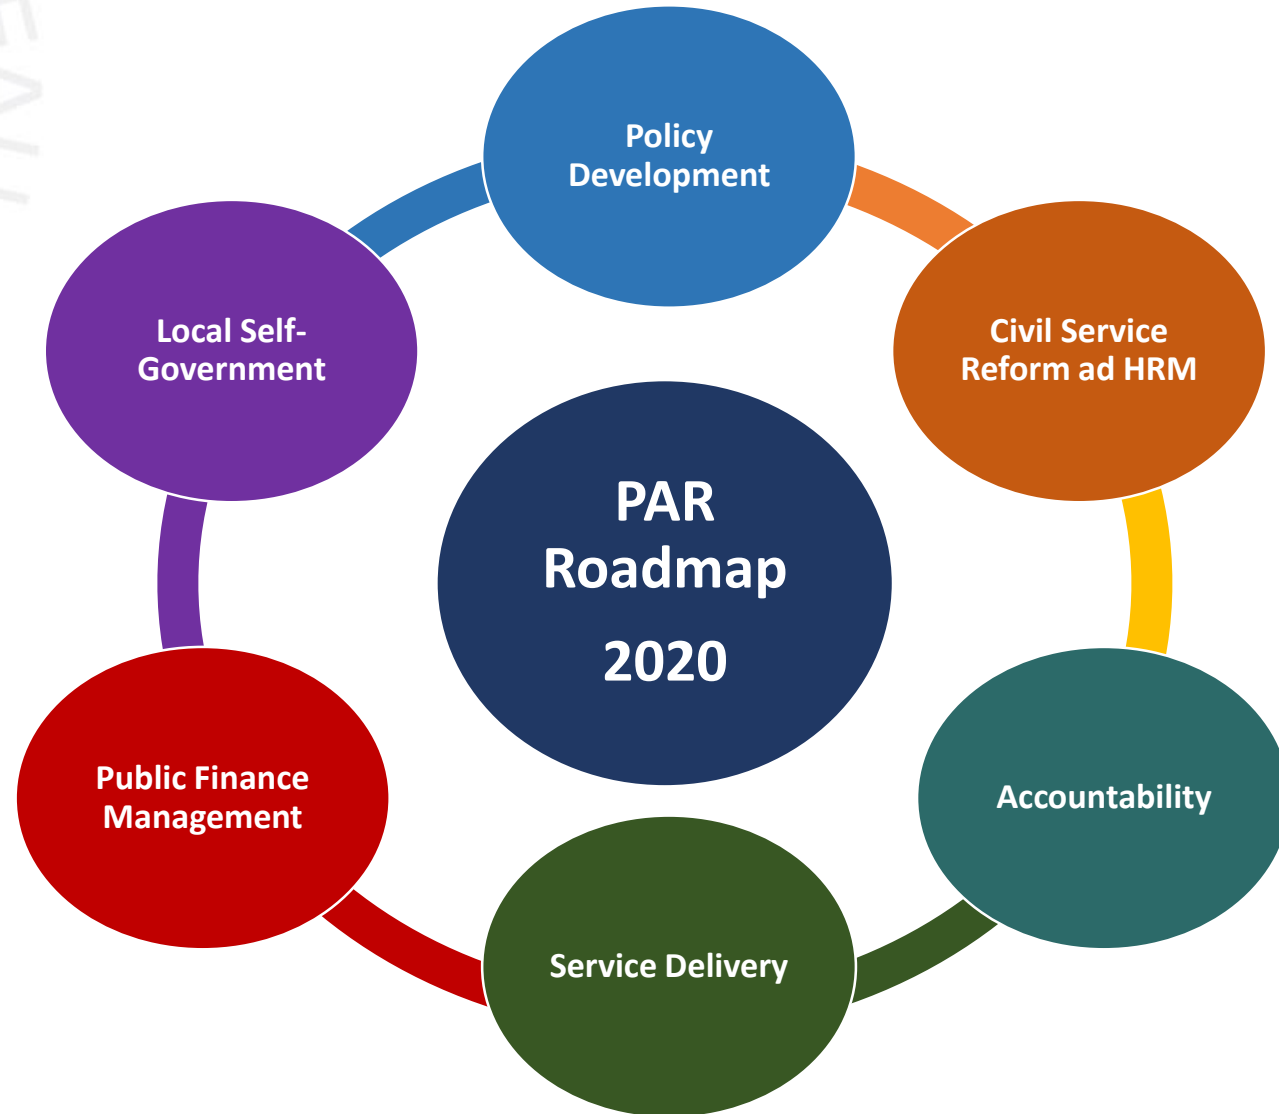 Policy
Development
Local Self-
Government
Civil Service
Reform ad HRM
PAR
Roadmap
2020
Public Finance
Management
Accountability
Service Delivery